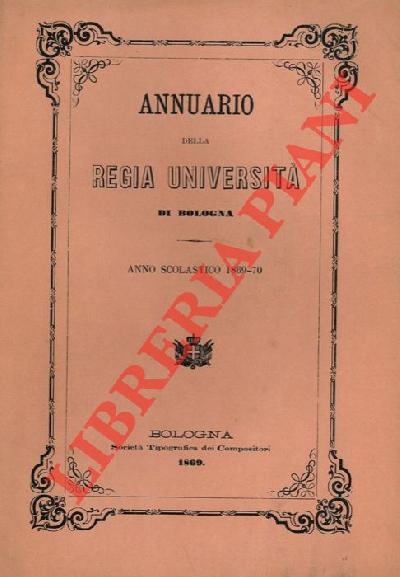 ANNUARIO
DELLA
REGIA UNIVERSITÀ
DI BOLOGNA
ANNO SCOLASTICO 1869-70
BOLOGNA
Società Tipografica dei Compositori
1869.
LIBRERIA PIANI